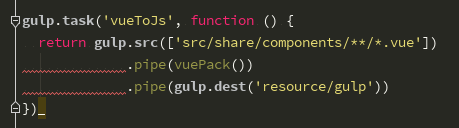 gulp.task('vueToJs', function () {
return gulp.src(['src/share/components/**/*.vue'])
.pipe(vuePack())
.pipe(gulp.dest('resource/gulp'))
})_